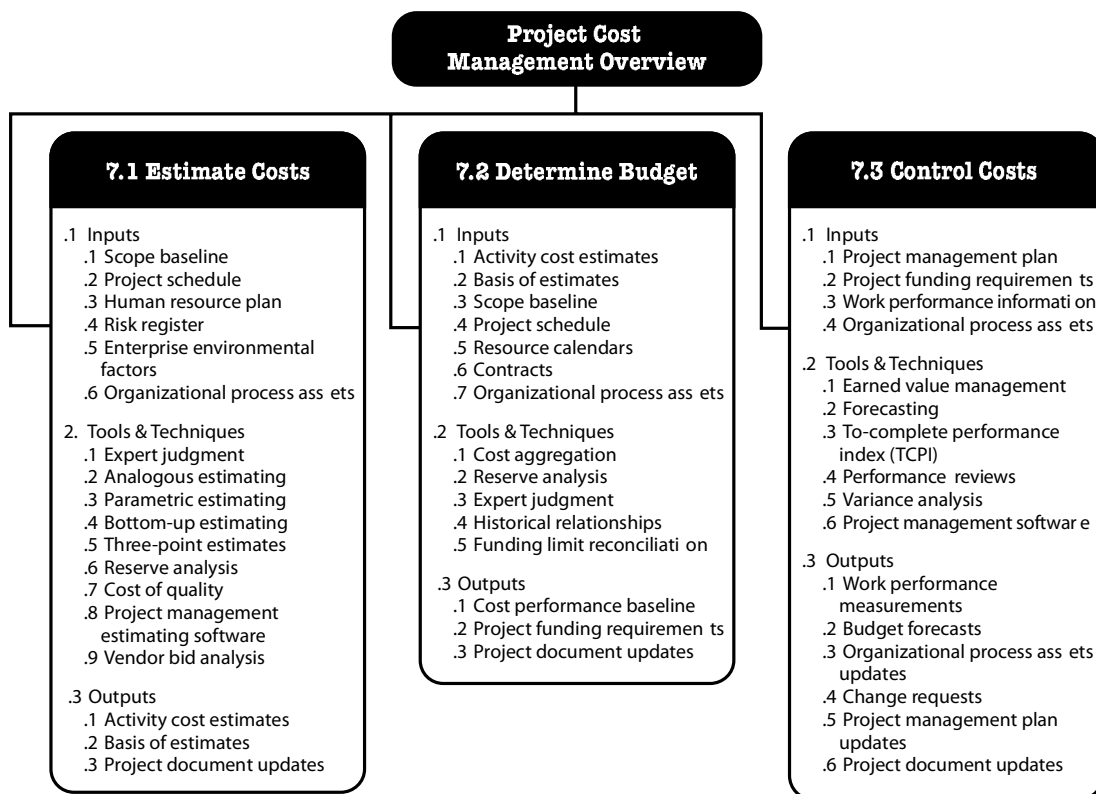 Project Cost
Management Overview
7.1 Estimate Costs
.1 Inputs
.1 Scope baseline
.2 Project schedule
.3 Human resource plan
.4 Risk register
.5 Enterprise environmental
factors
.6 Organizational process ass ets
2. Tools & Techniques
.1 Expert judgment
.2 Analogous estimating
.3 Parametric estimating
.4 Bottom-up estimating
.5 Three-point estimates
.6 Reserve analysis
.7 Cost of quality
.8 Project management
estimating software
.9 Vendor bid analysis
.3 Outputs
.1 Activity cost estimates
.2 Basis of estimates
.3 Project document updates
7.2 Determine Budget
.1 Inputs
.1 Activity cost estimates
.2 Basis of estimates
.3 Scope baseline
.4 Project schedule
.5 Resource calendars
.6 Contracts
.7 Organizational process ass ets
.2 Tools & Techniques
.1 Cost aggregation
.2 Reserve analysis
.3 Expert judgment
.4 Historical relationships
.5 Funding limit reconciliati on
.3 Outputs
.1 Cost performance baseline
.2 Project funding requiremen ts
.3 Project document updates
7.3 Control Costs
.1 Inputs
.1 Project management plan
.2 Project funding requiremen ts
.3 Work performance informati on
.4 Organizational process ass ets
.2 Tools & Techniques
.1 Earned value management
.2 Forecasting
.3 To-complete performance
index (TCPI)
.4 Performance reviews
.5 Variance analysis
.6 Project management softwar e
.3 Outputs
.1 Work performance
measurements
.2 Budget forecasts
.3 Organizational process ass ets
updates
.4 Change requests
.5 Project management plan
updates
.6 Project document updates